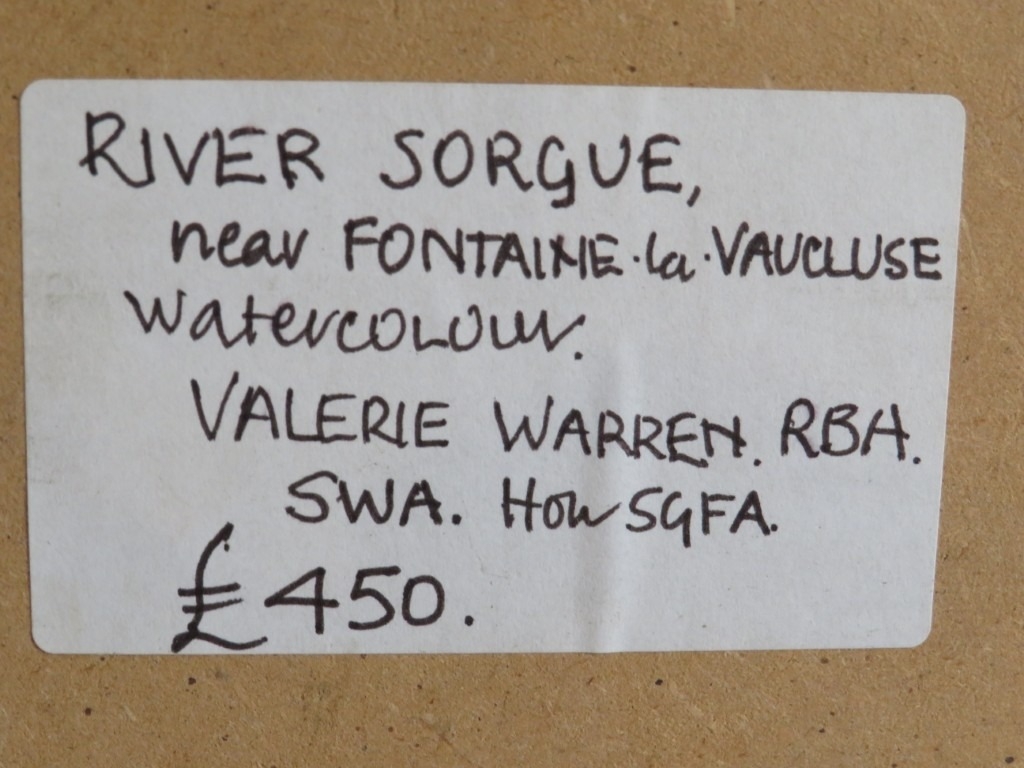 RIVER SORGUE,
near FONTAINE·la·VAUCLUSE
Watercolour.
VALERIE WARREN. RBA.
SWA. Hon SGFA.
£450.